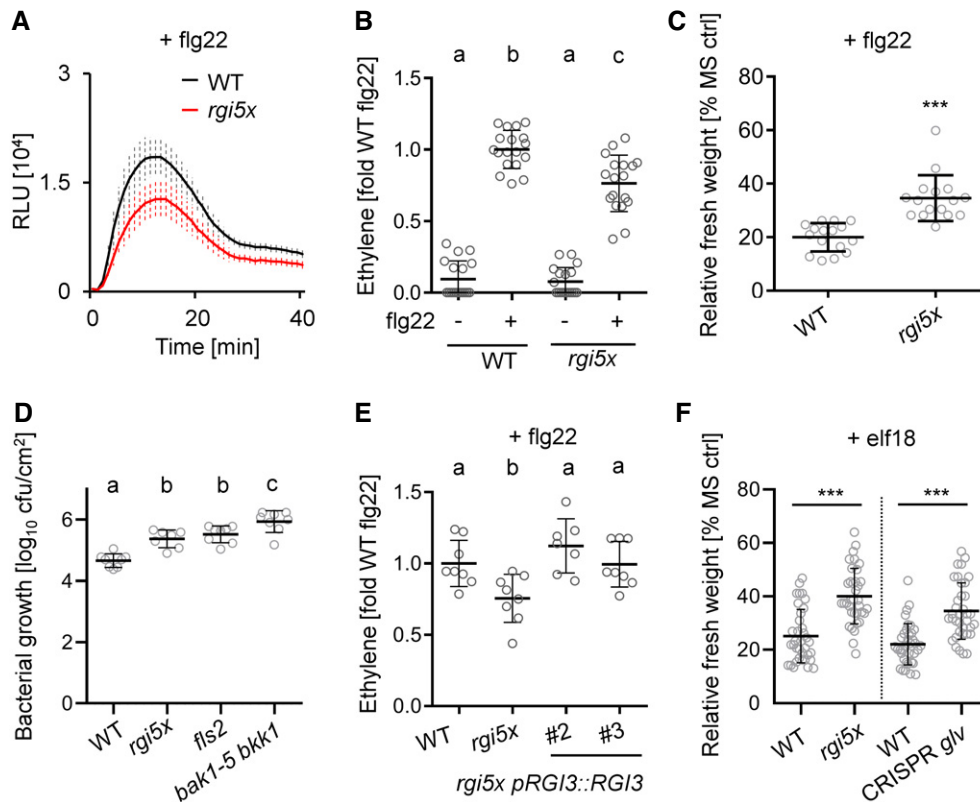 A
+ flg22
WT
rgi5x
RLU [10⁴]
3
1.5
0
0 20 40
Time [min]
B
a b a c
Ethylene [fold WT flg22]
1.5
1.0
0.5
0.0
flg22 - + - +
WT rgi5x
C
+ flg22
Relative fresh weight [% MS ctrl]
80
60
40
20
0
***
WT rgi5x
D
a b b c
Bacterial growth [log₁₀ cfu/cm²]
6
4
2
0
WT rgi5x fls2 bak1-5 bkk1
E
+ flg22
a b a a
Ethylene [fold WT flg22]
1.5
1.0
0.5
0
WT rgi5x #2 #3
rgi5x pRGI3::RGI3
F
+ elf18
Relative fresh weight [% MS ctrl]
80
60
40
20
0
*** ***
WT rgi5x WT CRISPR glv